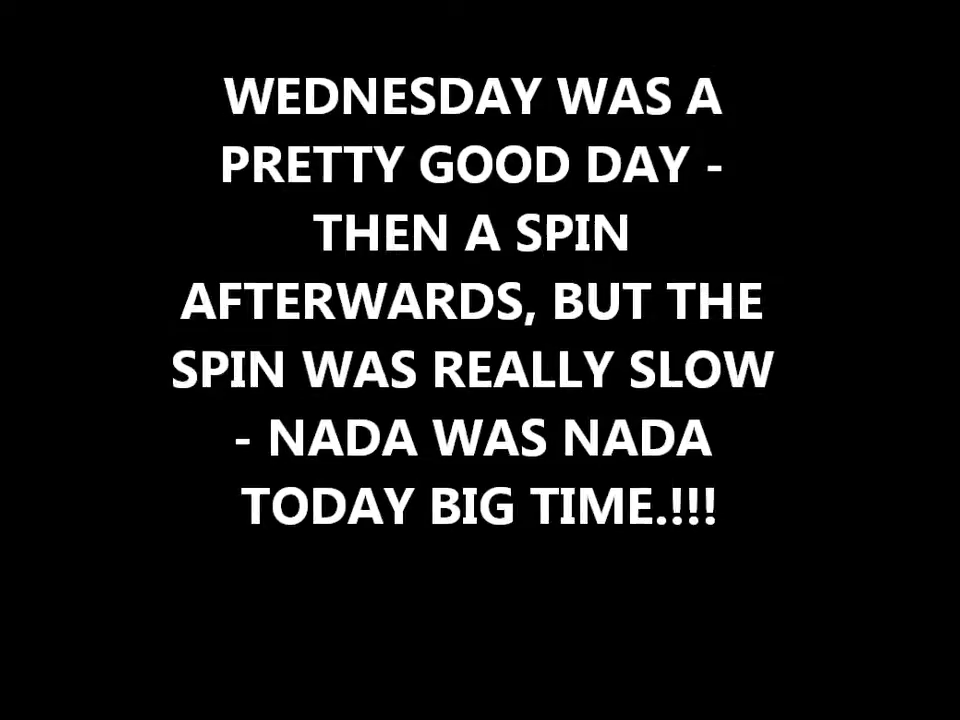 WEDNESDAY WAS A
PRETTY GOOD DAY -
THEN A SPIN
AFTERWARDS, BUT THE
SPIN WAS REALLY SLOW
- NADA WAS NADA
TODAY BIG TIME.!!!